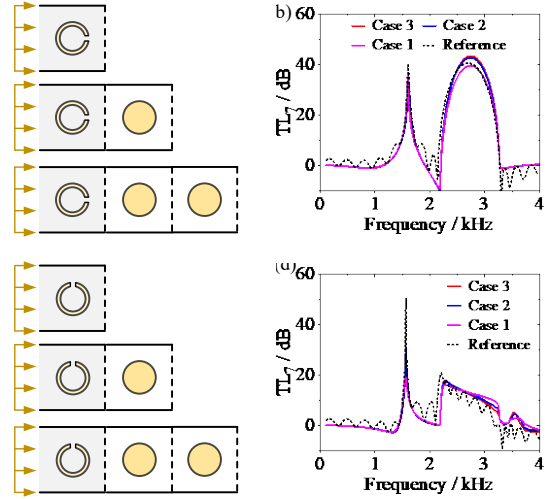 b)
Case 3
Case 2
Case 1
Reference
TL7 / dB
60
40
20
0
0
1
2
3
4
Frequency / kHz
(d)
Case 3
Case 2
Case 1
Reference
TL7 / dB
60
40
20
0
0
1
2
3
4
Frequency / kHz